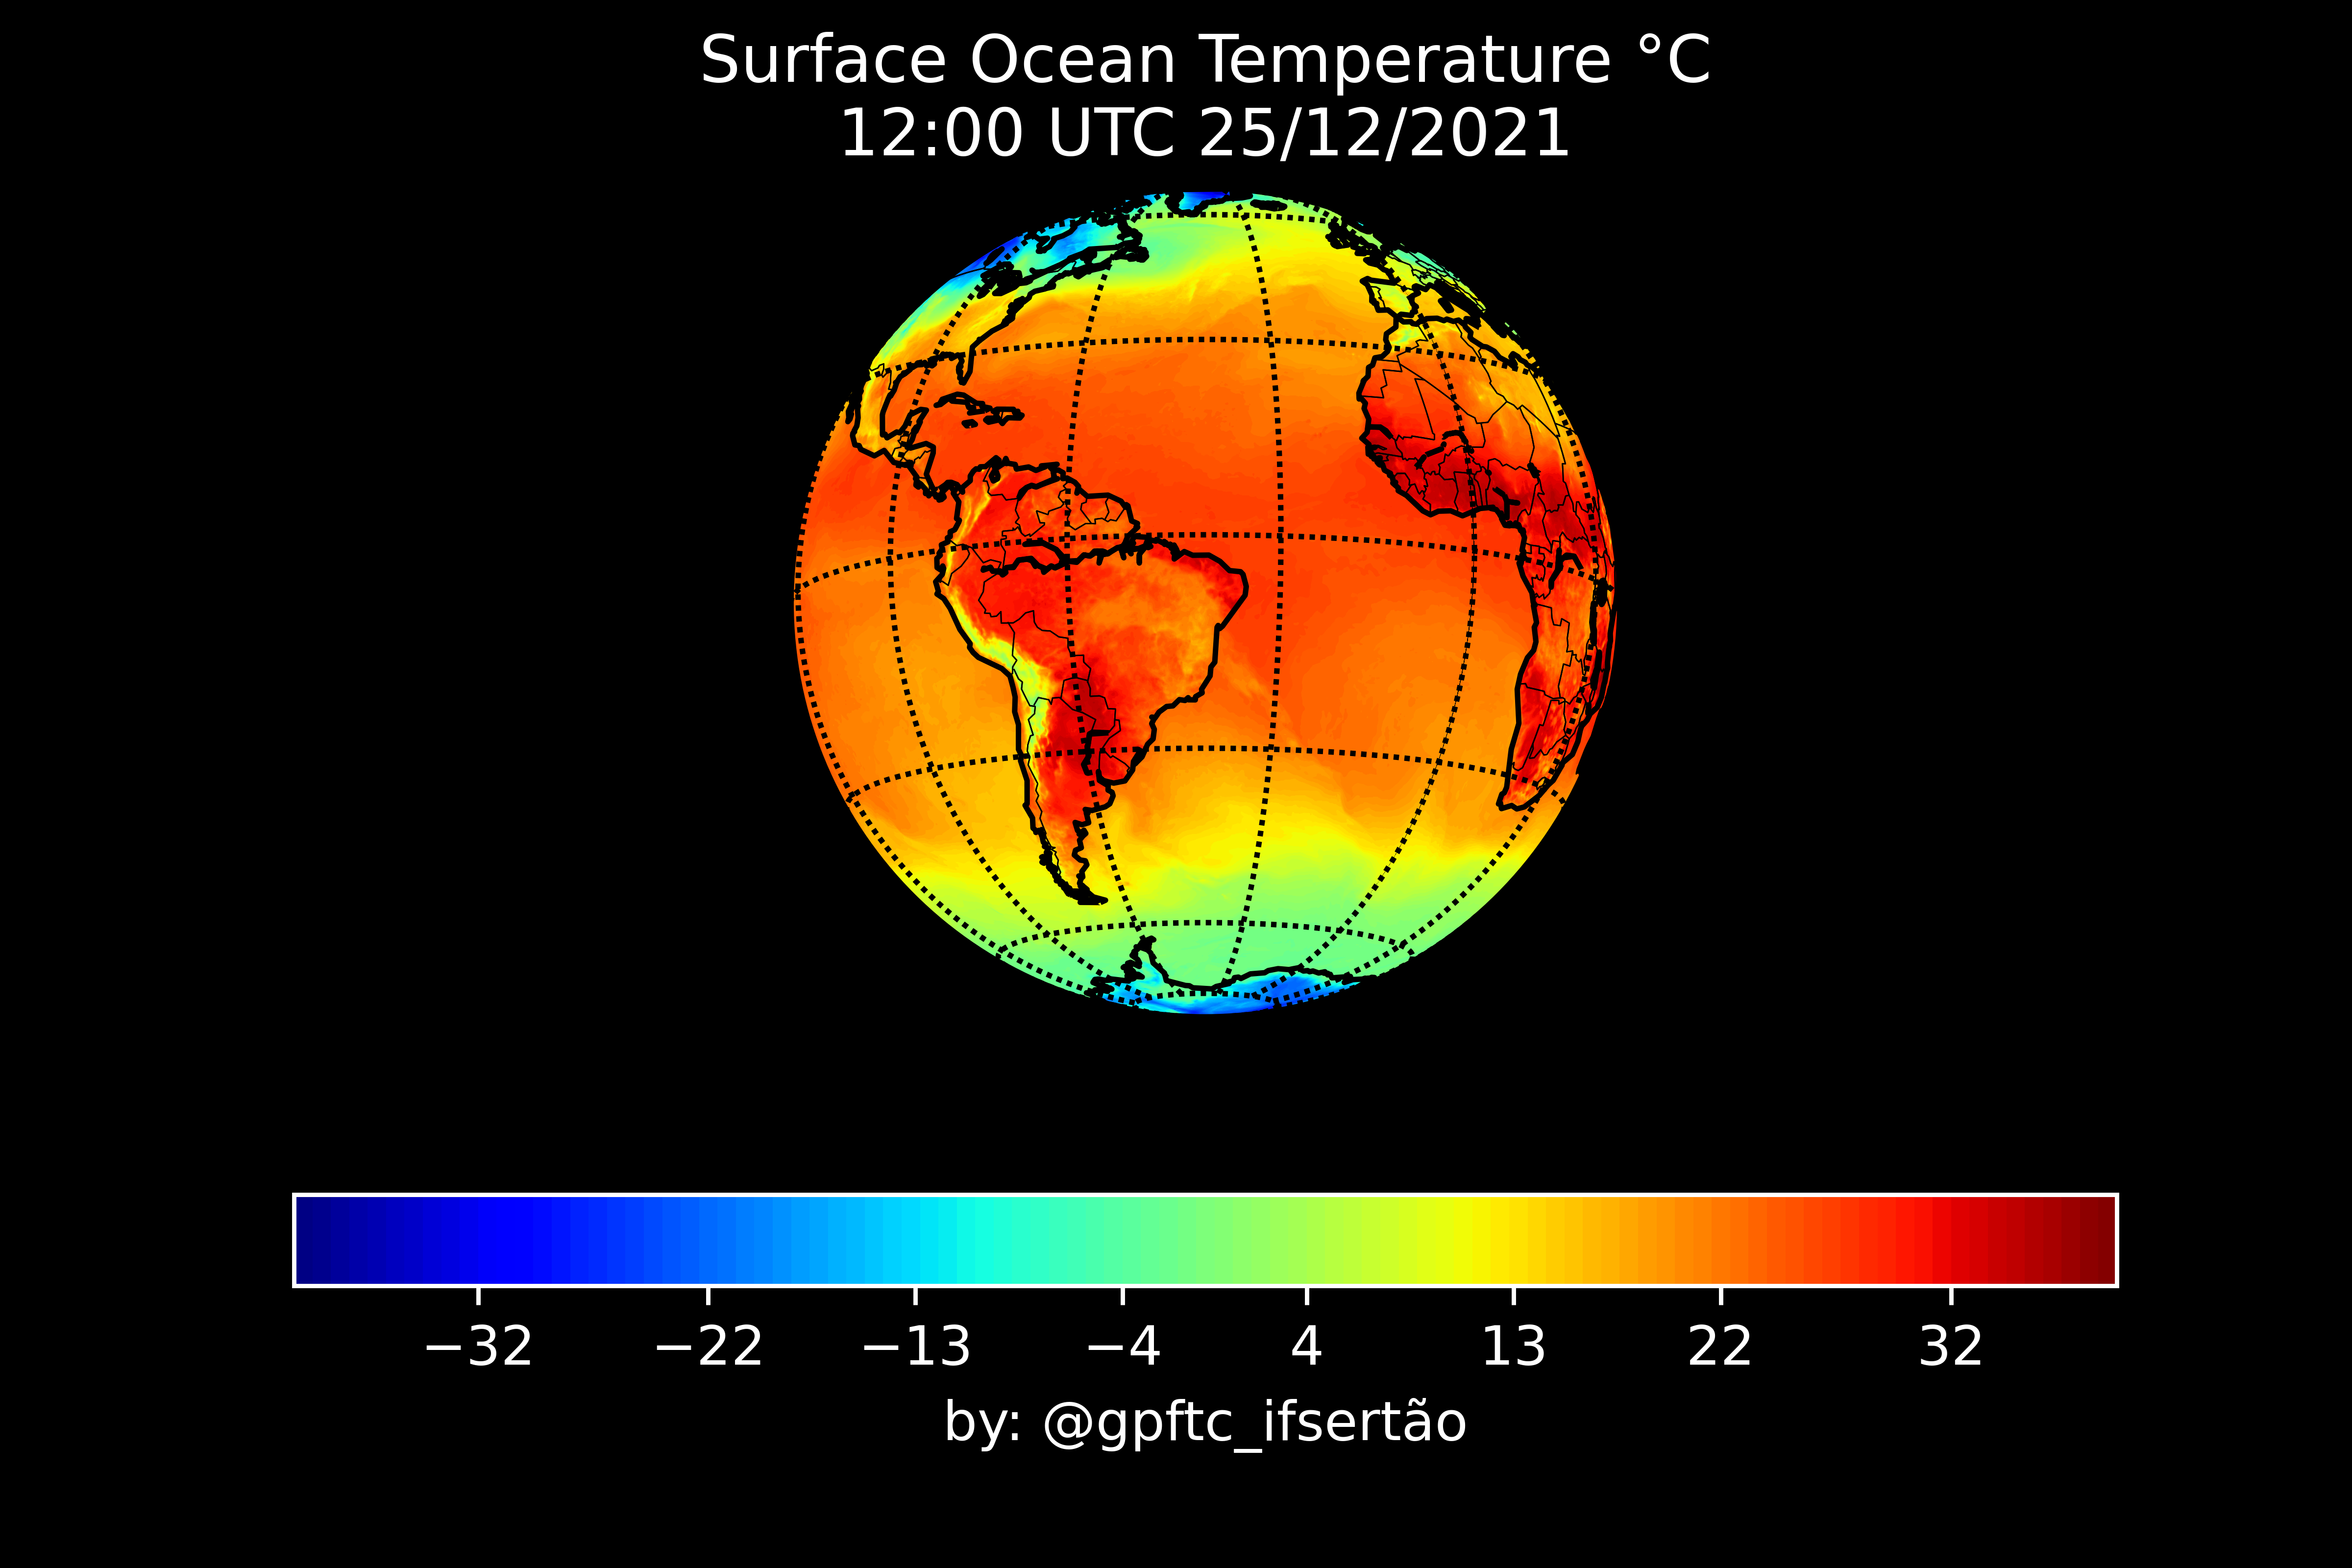 Surface Ocean Temperature °C
12:00 UTC 25/12/2021
−32 −22 −13 −4 4 13 22 32
by: @gpftc_ifsertão